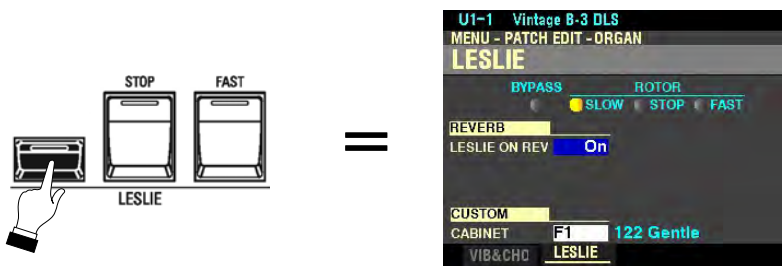 STOP FAST
LESLIE
=
U1-1 Vintage B-3 DLS
MENU - PATCH EDIT - ORGAN
LESLIE
BYPASS ROTOR
SLOW STOP FAST
REVERB
LESLIE ON REV On
CUSTOM
CABINET F1 122 Gentle
VIB&CHO LESLIE